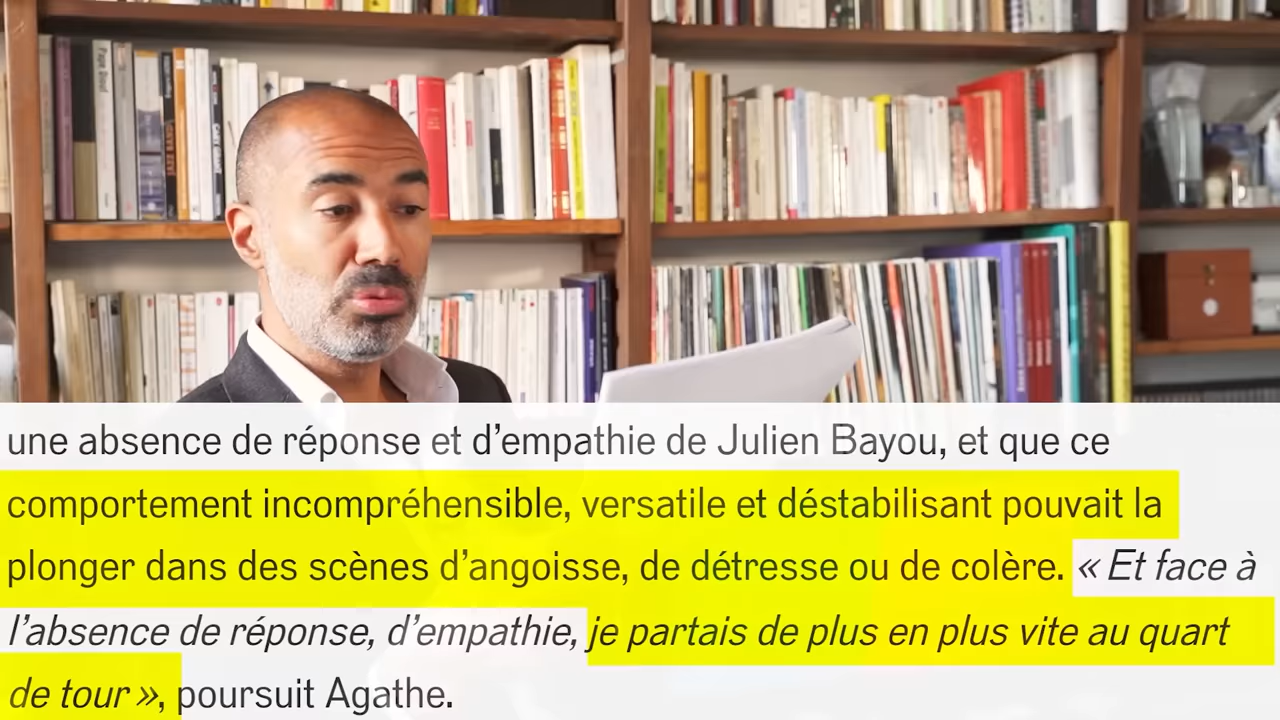 une absence de réponse et d’empathie de Julien Bayou, et que ce
comportement incompréhensible, versatile et déstabilisant pouvait la
plonger dans des scènes d’angoisse, de détresse ou de colère. « Et face à
l’absence de réponse, d’empathie, je partais de plus en plus vite au quart
de tour », poursuit Agathe.